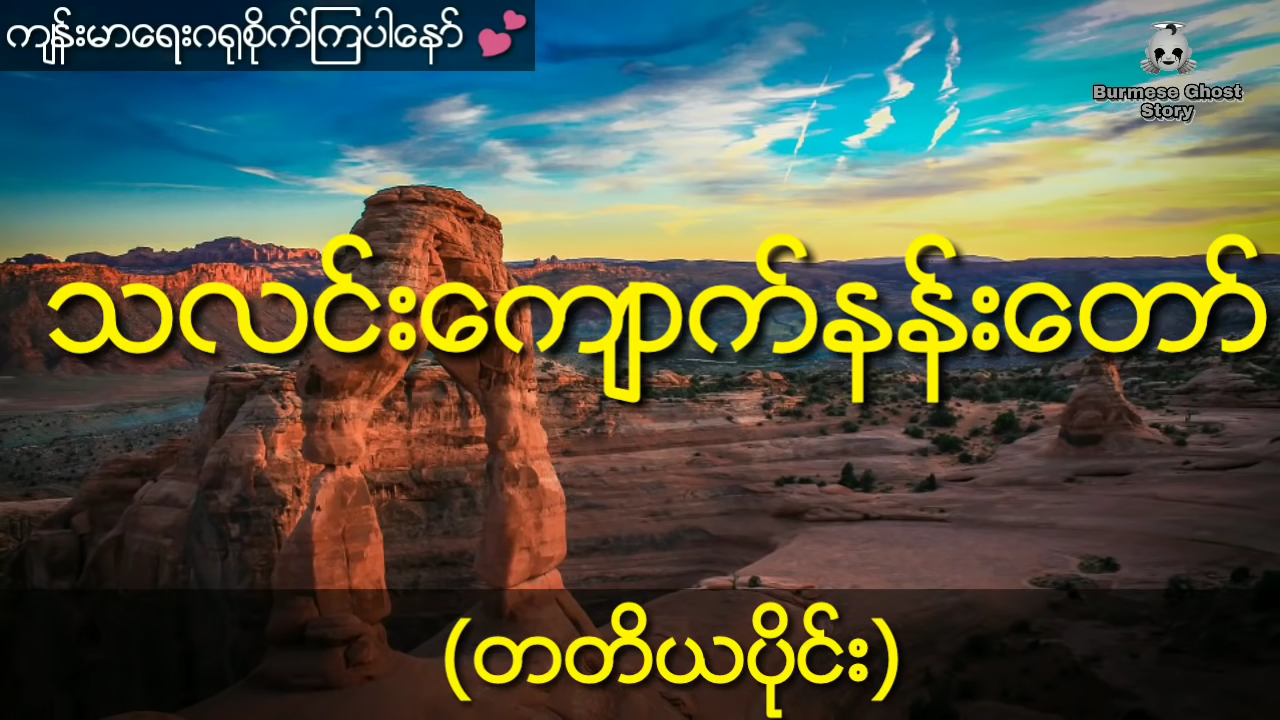 ကျန်းမာရေးဂရုစိုက်ကြပါနော် 💕
Burmese Ghost
Story
သလင်းကျောက်နန်းတော်
(တတိယပိုင်း)